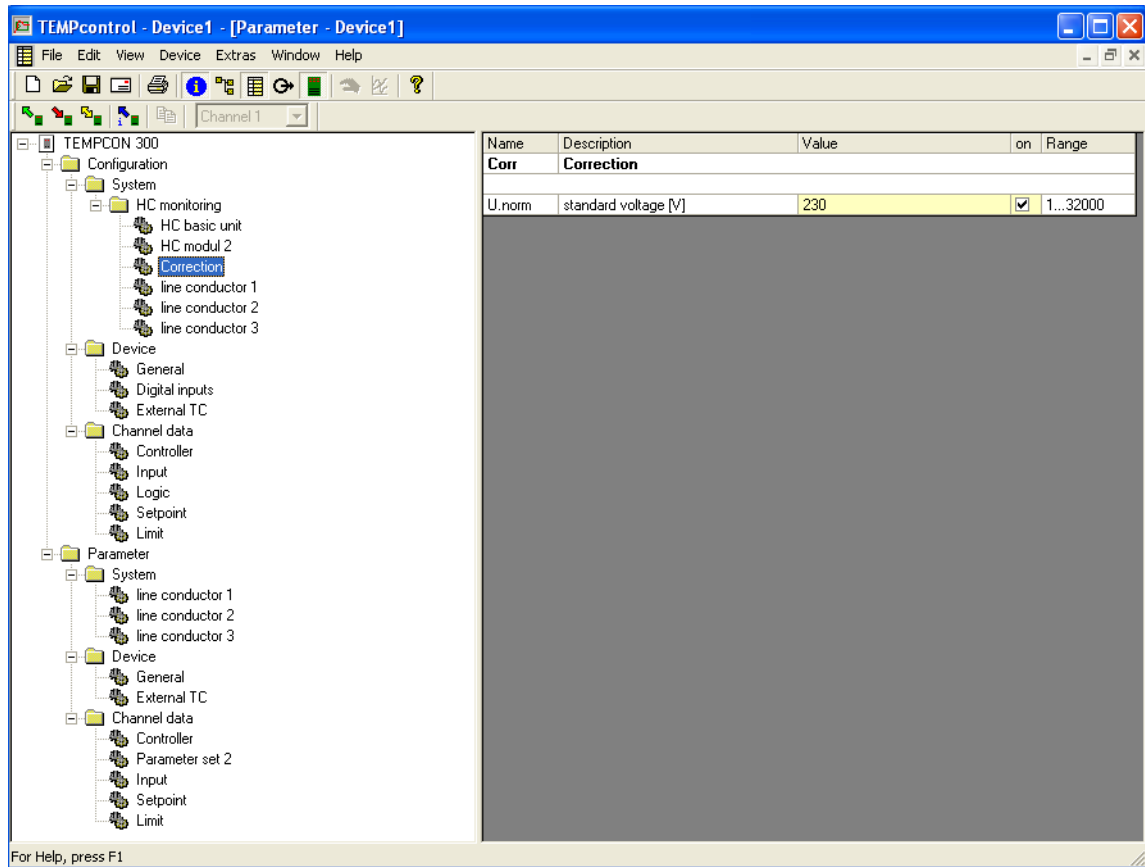 TEMPcontrol - Device1 - [Parameter - Device1]
File Edit View Device Extras Window Help
Channel 1
TEMPCON 300
Configuration
System
HC monitoring
HC basic unit
HC modul 2
Correction
line conductor 1
line conductor 2
line conductor 3
Device
General
Digital inputs
External TC
Channel data
Controller
Input
Logic
Setpoint
Limit
Parameter
System
line conductor 1
line conductor 2
line conductor 3
Device
General
External TC
Channel data
Controller
Parameter set 2
Input
Setpoint
Limit
Name Description Value on Range
Corr Correction
U.norm standard voltage [V] 230 1...32000
For Help, press F1